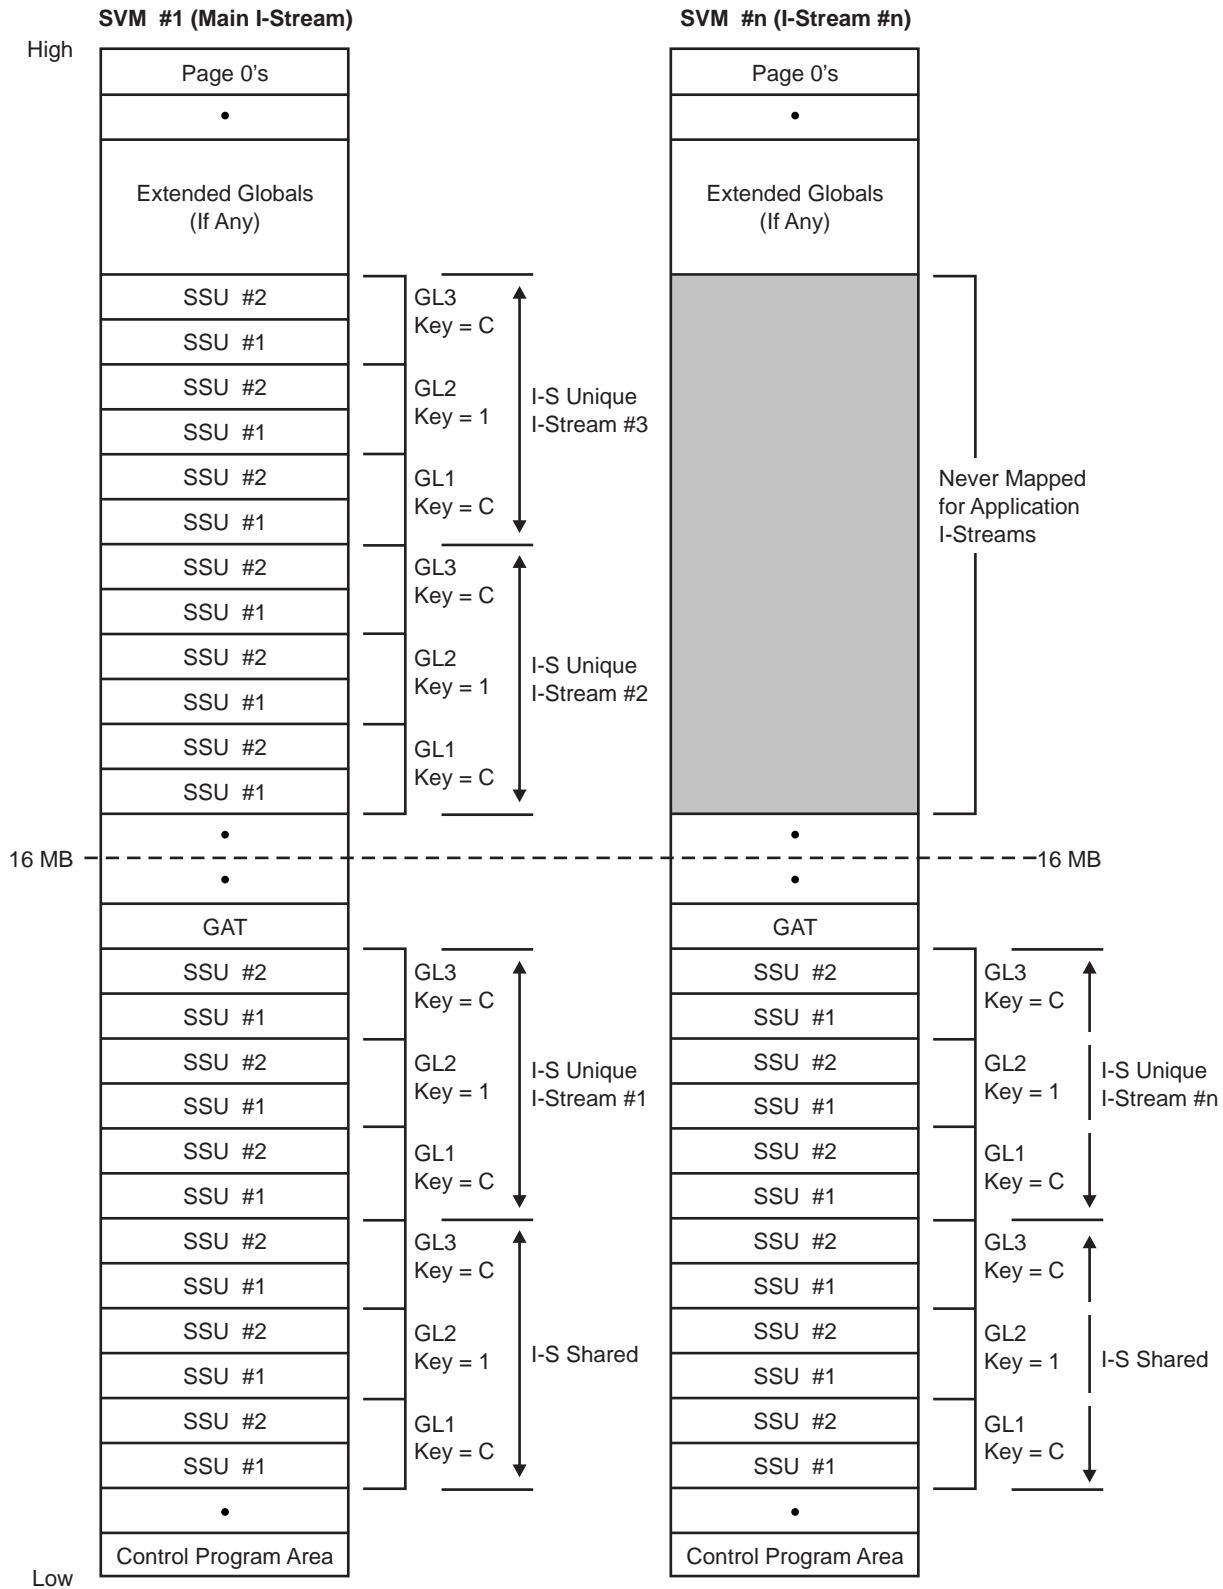 SVM #1 (Main I-Stream)
SVM #n (I-Stream #n)
High
Page 0's
Extended Globals
(If Any)
SSU #2
SSU #1
SSU #2
SSU #1
SSU #2
SSU #1
SSU #2
SSU #1
SSU #2
SSU #1
SSU #2
SSU #1
GL3
Key = C
GL2
Key = 1
GL1
Key = C
I-S Unique
I-Stream #3
GL3
Key = C
GL2
Key = 1
GL1
Key = C
I-S Unique
I-Stream #2
Page 0's
Extended Globals
(If Any)
Never Mapped
for Application
I-Streams
16 MB
16 MB
GAT
SSU #2
SSU #1
SSU #2
SSU #1
SSU #2
SSU #1
SSU #2
SSU #1
SSU #2
SSU #1
SSU #2
SSU #1
Control Program Area
GL3
Key = C
GL2
Key = 1
GL1
Key = C
I-S Unique
I-Stream #1
GL3
Key = C
GL2
Key = 1
GL1
Key = C
I-S Shared
GAT
SSU #2
SSU #1
SSU #2
SSU #1
SSU #2
SSU #1
SSU #2
SSU #1
SSU #2
SSU #1
SSU #2
SSU #1
Control Program Area
GL3
Key = C
GL2
Key = 1
GL1
Key = C
I-S Unique
I-Stream #n
GL3
Key = C
GL2
Key = 1
GL1
Key = C
I-S Shared
Low